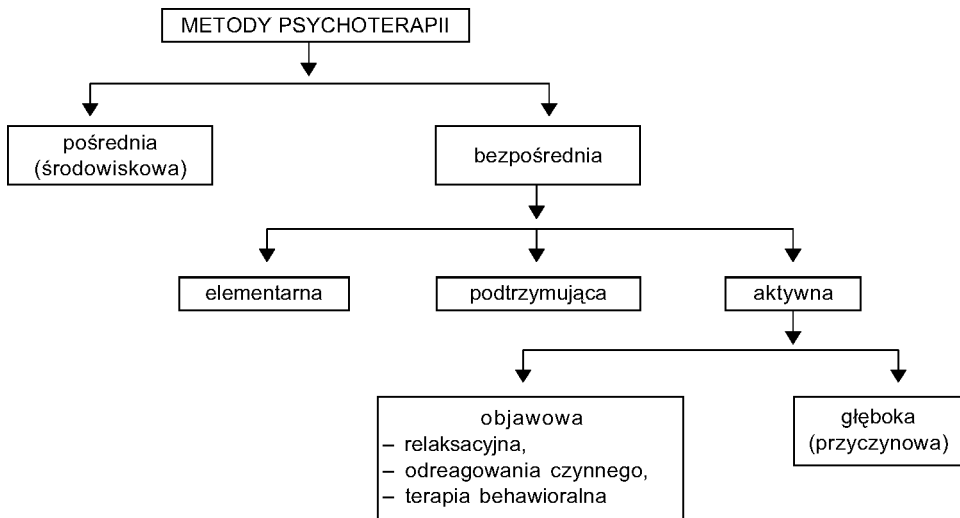 METODY PSYCHOTERAPII
pośrednia
(środowiskowa)
bezpośrednia
elementarna
podtrzymująca
aktywna
objawowa
– relaksacyjna,
– odreagowania czynnego,
– terapia behawioralna
głęboka
(przyczynowa)